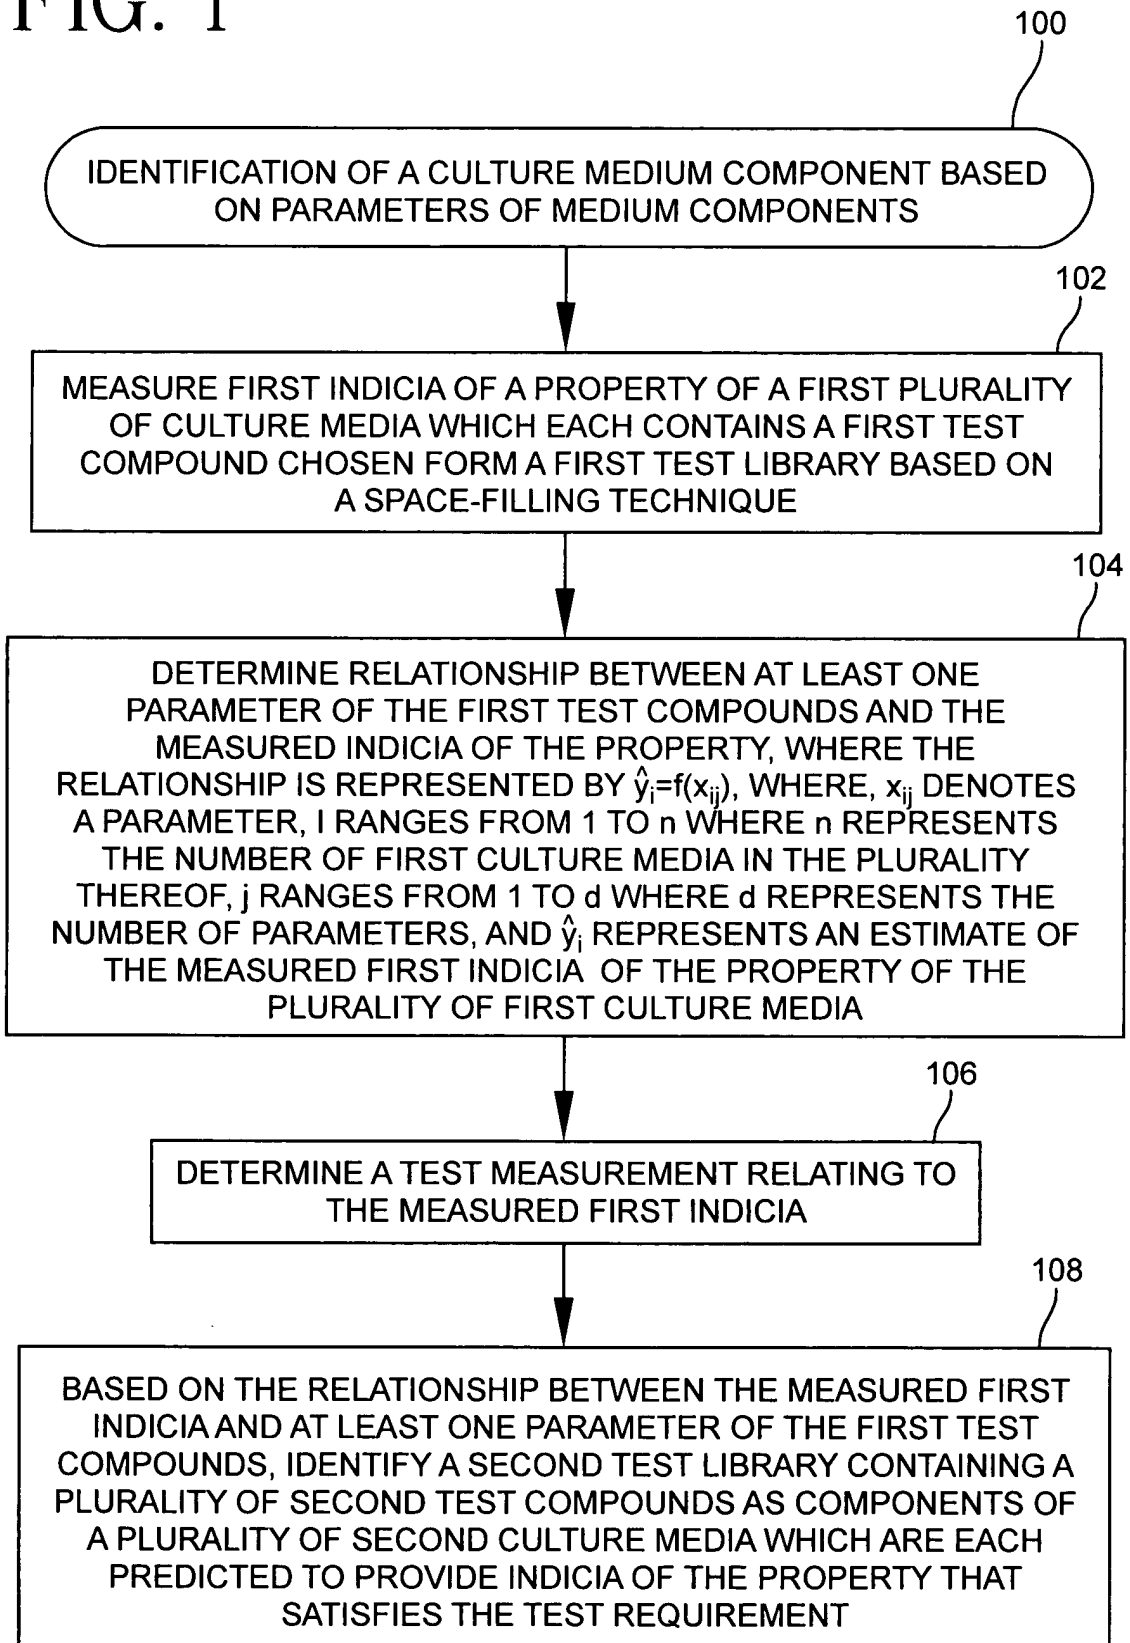 FIG. 1
100
IDENTIFICATION OF A CULTURE MEDIUM COMPONENT BASED
ON PARAMETERS OF MEDIUM COMPONENTS
102
MEASURE FIRST INDICIA OF A PROPERTY OF A FIRST PLURALITY
OF CULTURE MEDIA WHICH EACH CONTAINS A FIRST TEST
COMPOUND CHOSEN FORM A FIRST TEST LIBRARY BASED ON
A SPACE-FILLING TECHNIQUE
104
DETERMINE RELATIONSHIP BETWEEN AT LEAST ONE
PARAMETER OF THE FIRST TEST COMPOUNDS AND THE
MEASURED INDICIA OF THE PROPERTY, WHERE THE
RELATIONSHIP IS REPRESENTED BY ŷᵢ=f(xᵢⱼ), WHERE, xᵢⱼ DENOTES
A PARAMETER, I RANGES FROM 1 TO n WHERE n REPRESENTS
THE NUMBER OF FIRST CULTURE MEDIA IN THE PLURALITY
THEREOF, j RANGES FROM 1 TO d WHERE d REPRESENTS THE
NUMBER OF PARAMETERS, AND ŷᵢ REPRESENTS AN ESTIMATE OF
THE MEASURED FIRST INDICIA OF THE PROPERTY OF THE
PLURALITY OF FIRST CULTURE MEDIA
106
DETERMINE A TEST MEASUREMENT RELATING TO
THE MEASURED FIRST INDICIA
108
BASED ON THE RELATIONSHIP BETWEEN THE MEASURED FIRST
INDICIA AND AT LEAST ONE PARAMETER OF THE FIRST TEST
COMPOUNDS, IDENTIFY A SECOND TEST LIBRARY CONTAINING A
PLURALITY OF SECOND TEST COMPOUNDS AS COMPONENTS OF
A PLURALITY OF SECOND CULTURE MEDIA WHICH ARE EACH
PREDICTED TO PROVIDE INDICIA OF THE PROPERTY THAT
SATISFIES THE TEST REQUIREMENT